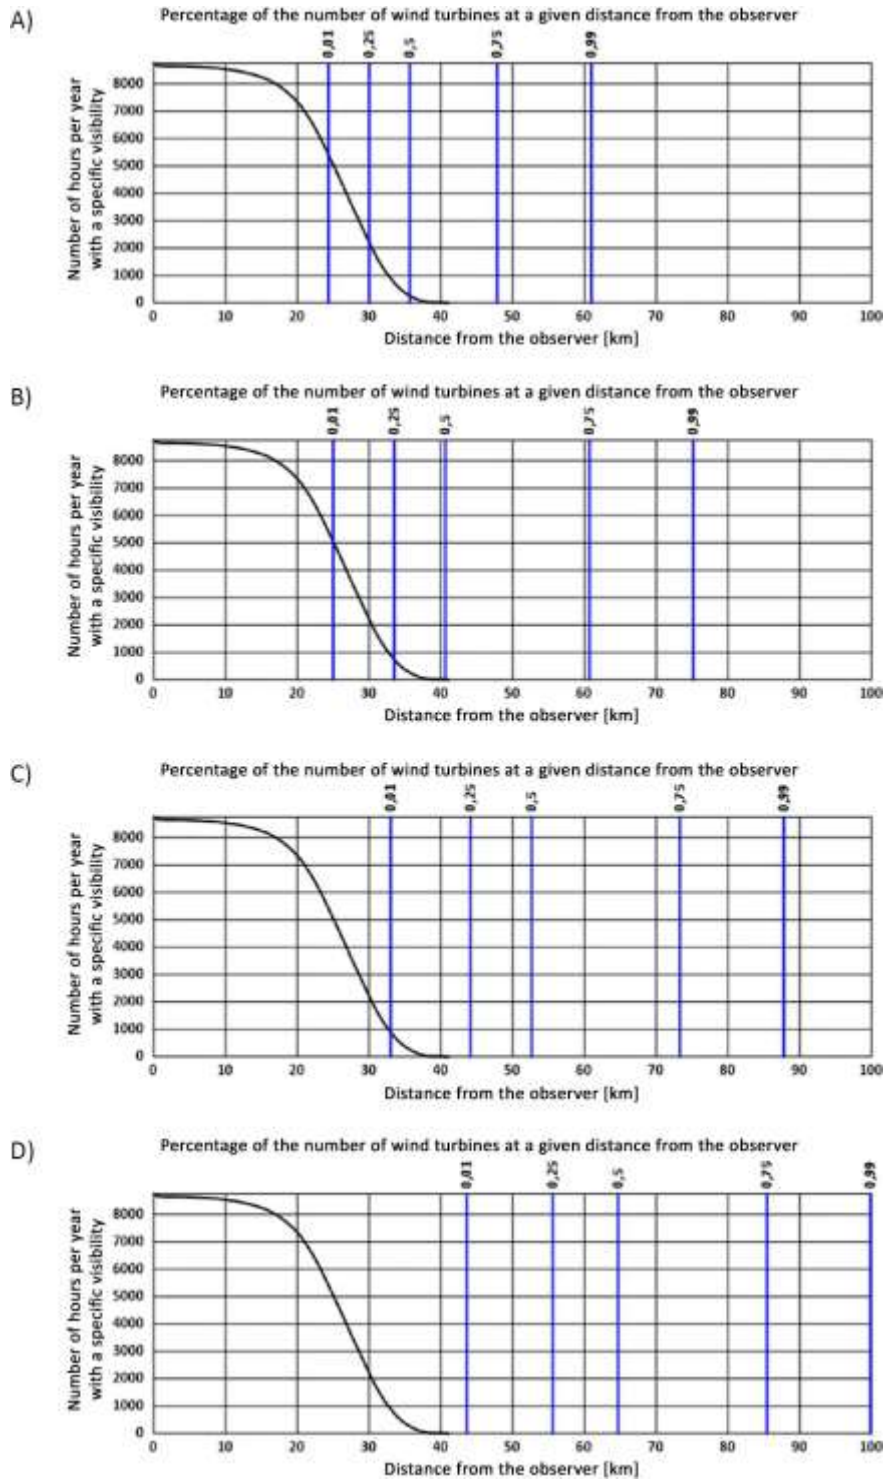 A)
Percentage of the number of wind turbines at a given distance from the observer
0,01 0,25 0,5 0,75 0,99
Number of hours per year
with a specific visibility
8000
7000
6000
5000
4000
3000
2000
1000
0
0 10 20 30 40 50 60 70 80 90 100
Distance from the observer [km]
B)
Percentage of the number of wind turbines at a given distance from the observer
0,01 0,25 0,5 0,75 0,99
Number of hours per year
with a specific visibility
8000
7000
6000
5000
4000
3000
2000
1000
0
0 10 20 30 40 50 60 70 80 90 100
Distance from the observer [km]
C)
Percentage of the number of wind turbines at a given distance from the observer
0,01 0,25 0,5 0,75 0,99
Number of hours per year
with a specific visibility
8000
7000
6000
5000
4000
3000
2000
1000
0
0 10 20 30 40 50 60 70 80 90 100
Distance from the observer [km]
D)
Percentage of the number of wind turbines at a given distance from the observer
0,01 0,25 0,5 0,75 0,99
Number of hours per year
with a specific visibility
8000
7000
6000
5000
4000
3000
2000
1000
0
0 10 20 30 40 50 60 70 80 90 100
Distance from the observer [km]